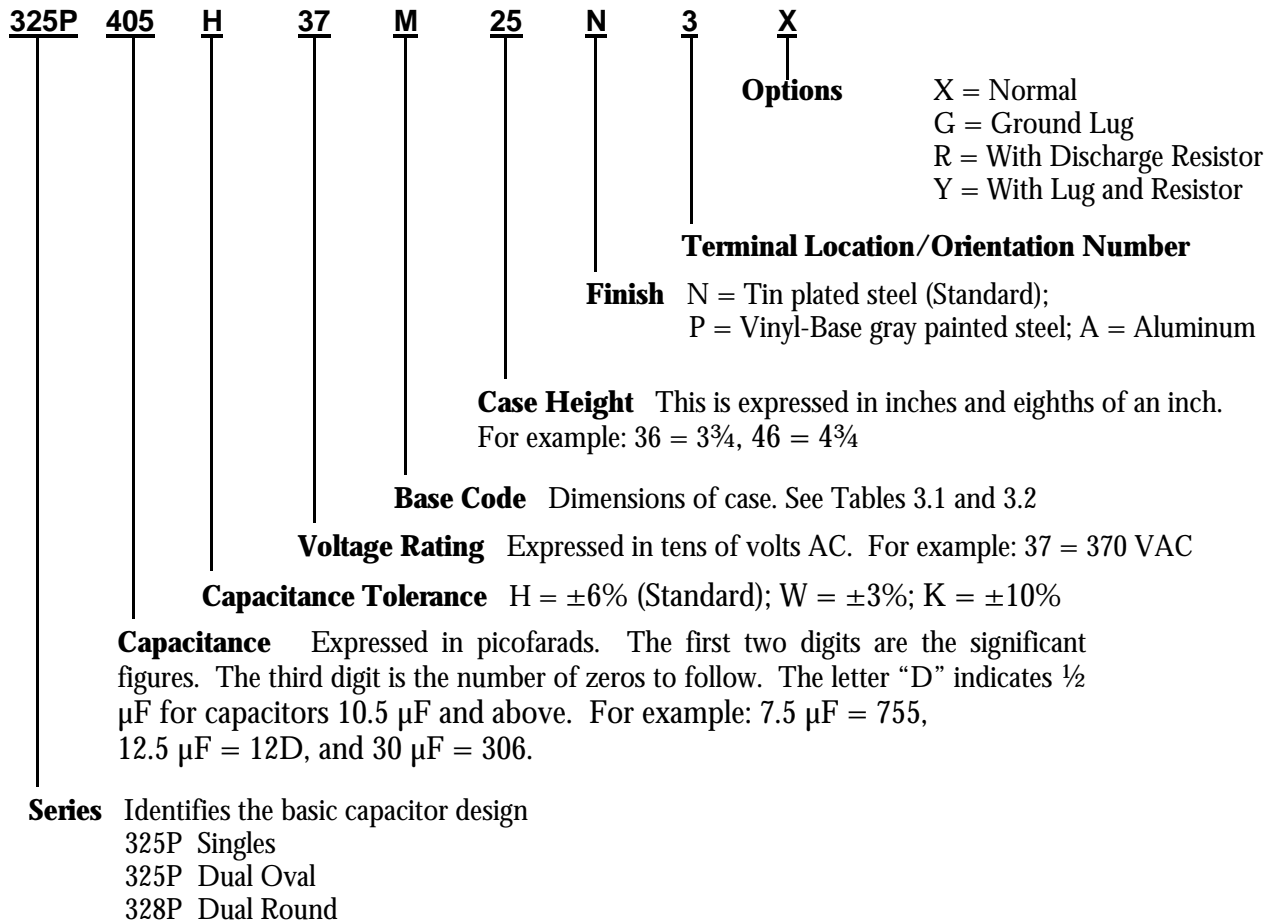 325P 405 H 37 M 25 N 3 X
Options X = Normal
G = Ground Lug
R = With Discharge Resistor
Y = With Lug and Resistor
Terminal Location/Orientation Number
Finish N = Tin plated steel (Standard);
P = Vinyl-Base gray painted steel; A = Aluminum
Case Height This is expressed in inches and eighths of an inch.
For example: 36 = 3¾, 46 = 4¾
Base Code Dimensions of case. See Tables 3.1 and 3.2
Voltage Rating Expressed in tens of volts AC. For example: 37 = 370 VAC
Capacitance Tolerance H = ±6% (Standard); W = ±3%; K = ±10%
Capacitance Expressed in picofarads. The first two digits are the significant
figures. The third digit is the number of zeros to follow. The letter “D” indicates ½
µF for capacitors 10.5 µF and above. For example: 7.5 µF = 755,
12.5 µF = 12D, and 30 µF = 306.
Series Identifies the basic capacitor design
325P Singles
325P Dual Oval
328P Dual Round